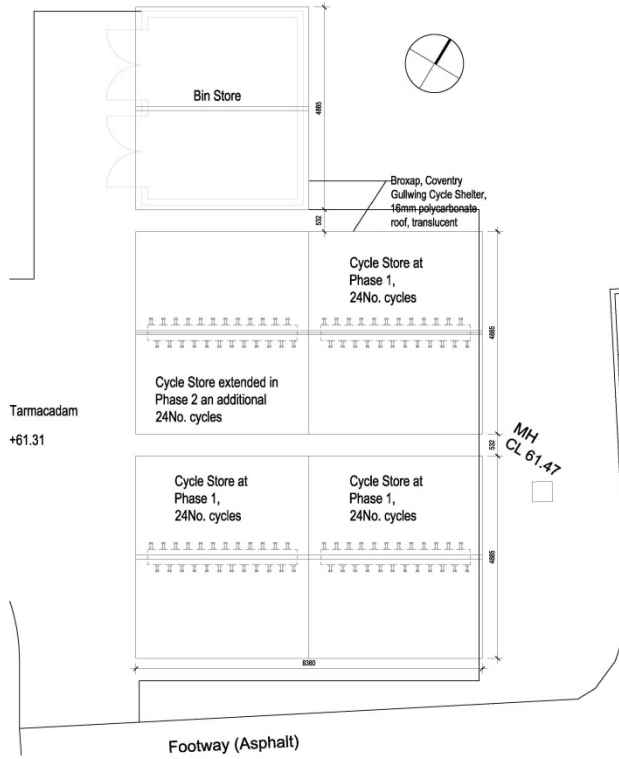 Bin Store
4885
Broxap, Coventry
Gullwing Cycle Shelter,
16mm polycarbonate
roof, translucent
532
Cycle Store at
Phase 1,
24No. cycles
4885
Cycle Store extended in
Phase 2 an additional
24No. cycles
Tarmacadam
+61.31
532
MH
CL 61.47
Cycle Store at
Phase 1,
24No. cycles
Cycle Store at
Phase 1,
24No. cycles
4885
8360
Footway (Asphalt)